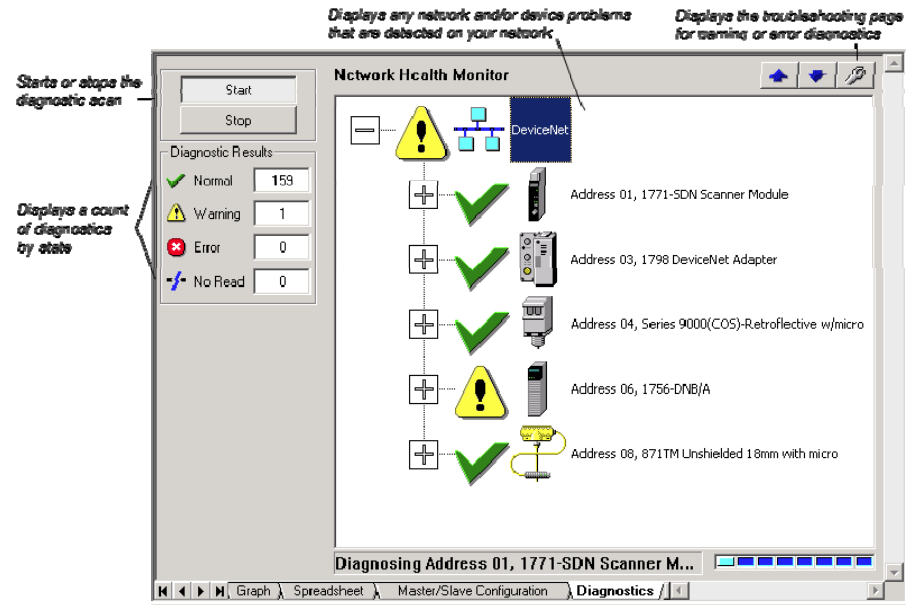 Displays any network and/or device problems
that are detected on your network
Displays the troubleshooting page
for warning or error diagnostics
Starts or stops the
diagnostic scan
Displays a count
of diagnostics
by state
Start
Stop
Diagnostic Results
Normal 159
Warning 1
Error 0
No Read 0
Network Health Monitor
DeviceNet
Address 01, 1771-SDN Scanner Module
Address 03, 1798 DeviceNet Adapter
Address 04, Series 9000(COS)-Retroflective w/micro
Address 06, 1756-DNB/A
Address 08, 871TM Unshielded 18mm with micro
Diagnosing Address 01, 1771-SDN Scanner M...
Graph Spreadsheet Master/Slave Configuration Diagnostics